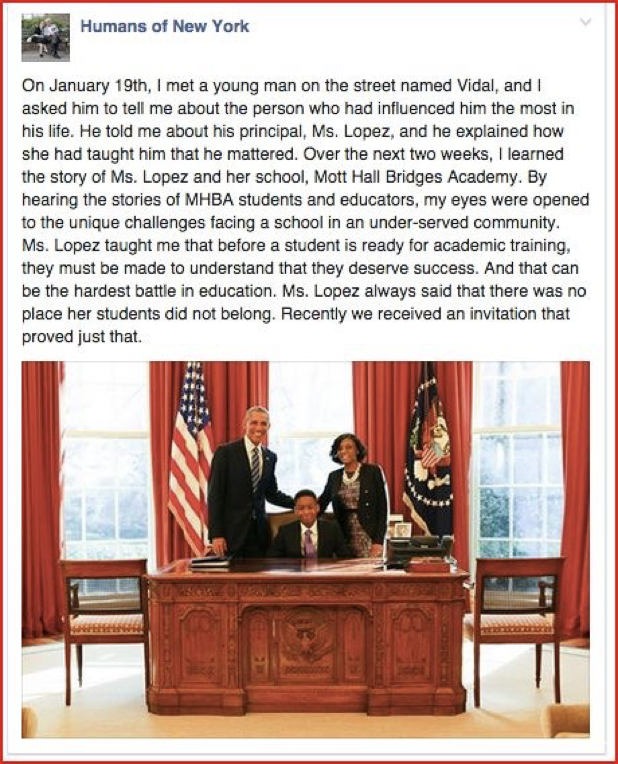 Humans of New York
On January 19th, I met a young man on the street named Vidal, and I
asked him to tell me about the person who had influenced him the most in
his life. He told me about his principal, Ms. Lopez, and he explained how
she had taught him that he mattered. Over the next two weeks, I learned
the story of Ms. Lopez and her school, Mott Hall Bridges Academy. By
hearing the stories of MHBA students and educators, my eyes were opened
to the unique challenges facing a school in an under-served community.
Ms. Lopez taught me that before a student is ready for academic training,
they must be made to understand that they deserve success. And that can
be the hardest battle in education. Ms. Lopez always said that there was no
place her students did not belong. Recently we received an invitation that
proved just that.